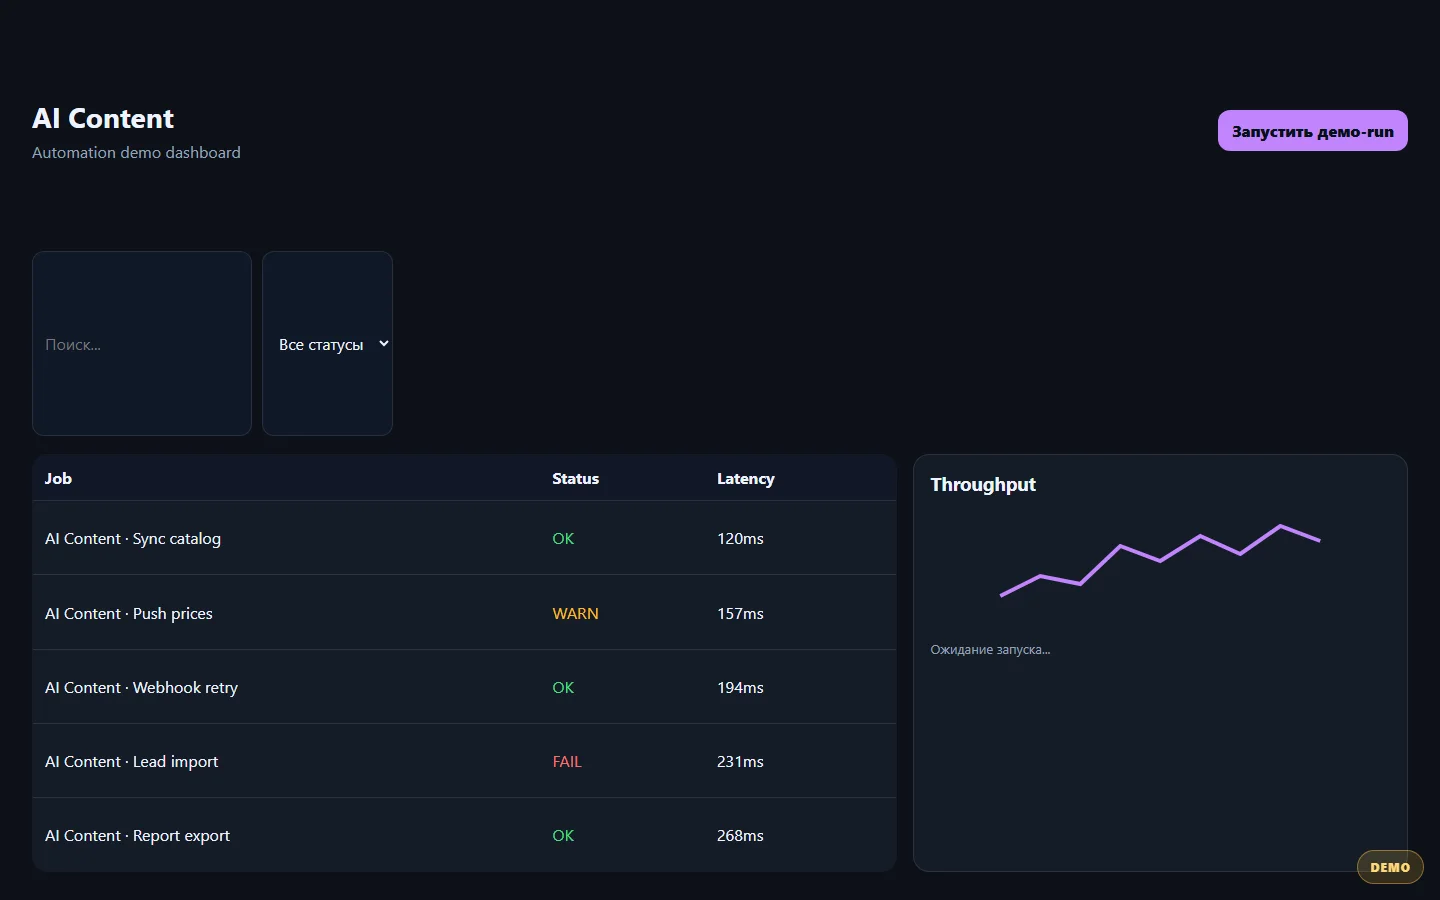 AI Content
Automation demo dashboard
Запустить демо-run
Поиск...
Все статусы
Job Status Latency
AI Content · Sync catalog OK 120ms
AI Content · Push prices WARN 157ms
AI Content · Webhook retry OK 194ms
AI Content · Lead import FAIL 231ms
AI Content · Report export OK 268ms
Throughput
Ожидание запуска...
DEMO